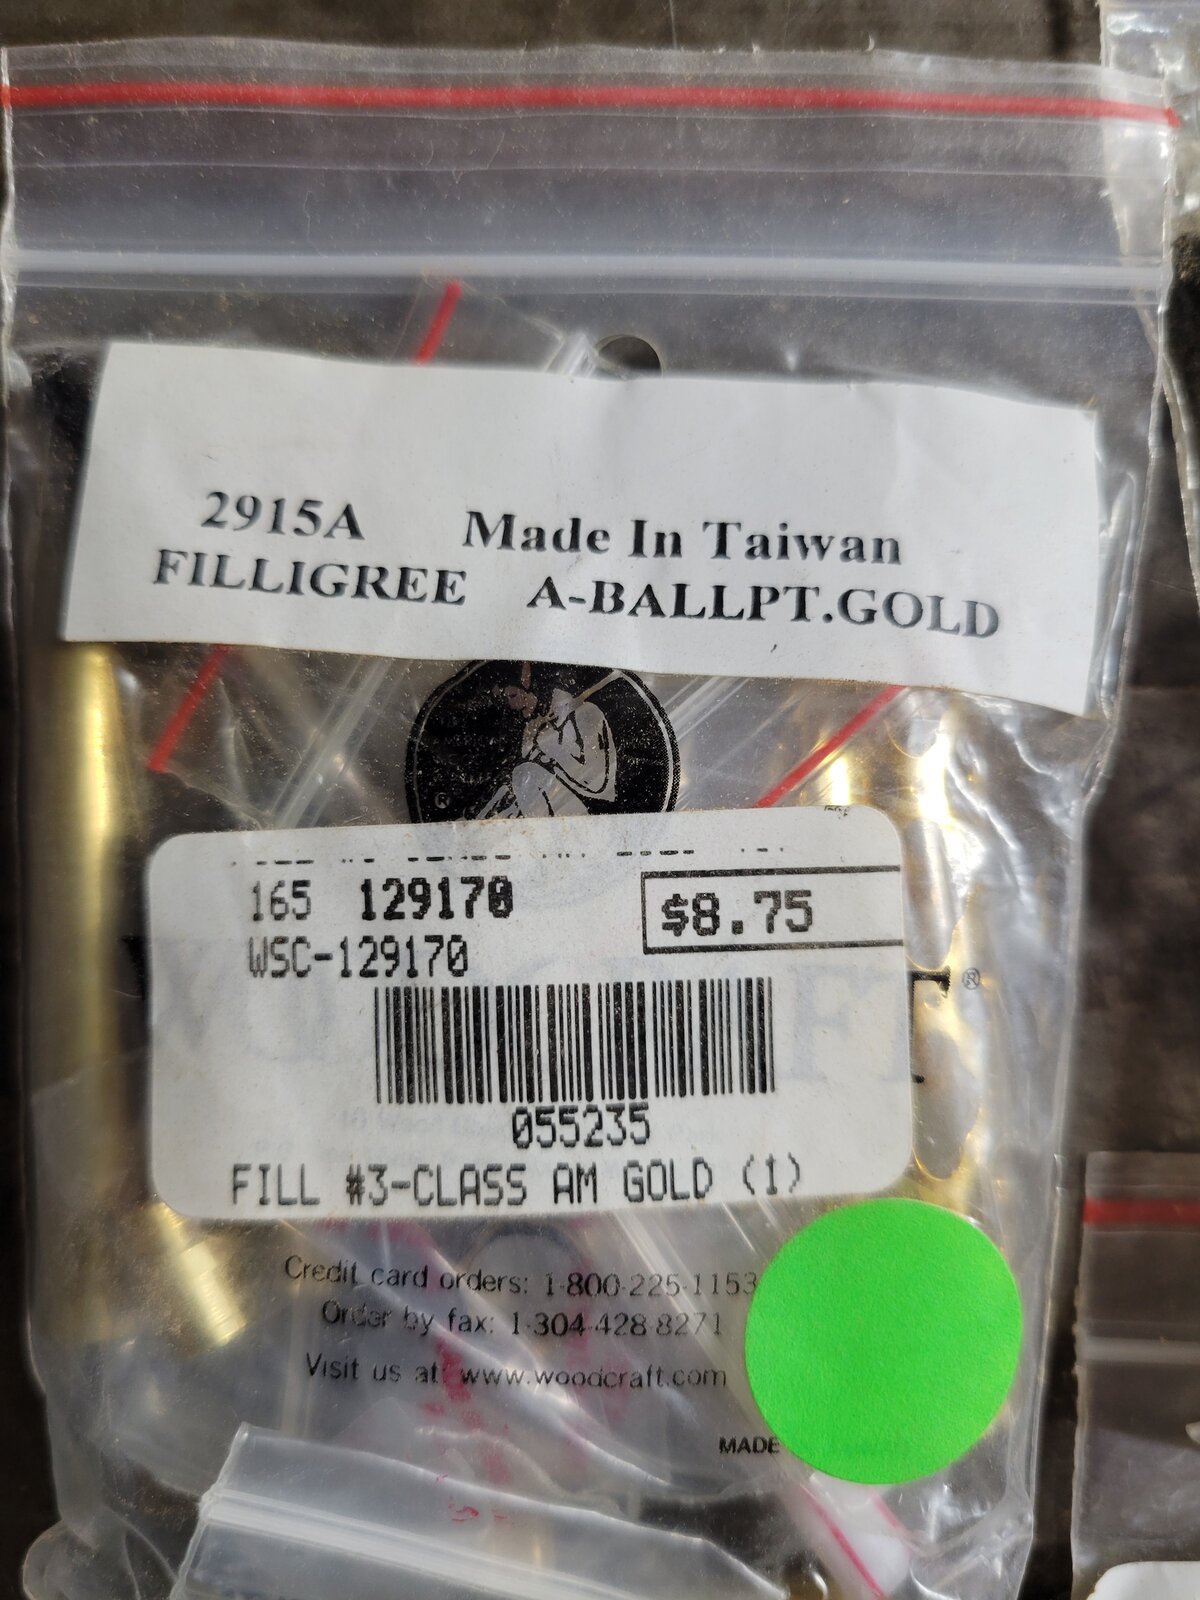 2915A Made In Taiwan
FILLIGREE A-BALLPT.GOLD
®
165 129170 $8.75
WSC-129170
®
055235
FILL #3-CLASS AM GOLD (1)
Credit card orders: 1-800-225-1153
Order by fax: 1-304-428-8271
Visit us at: www.woodcraft.com
MADE